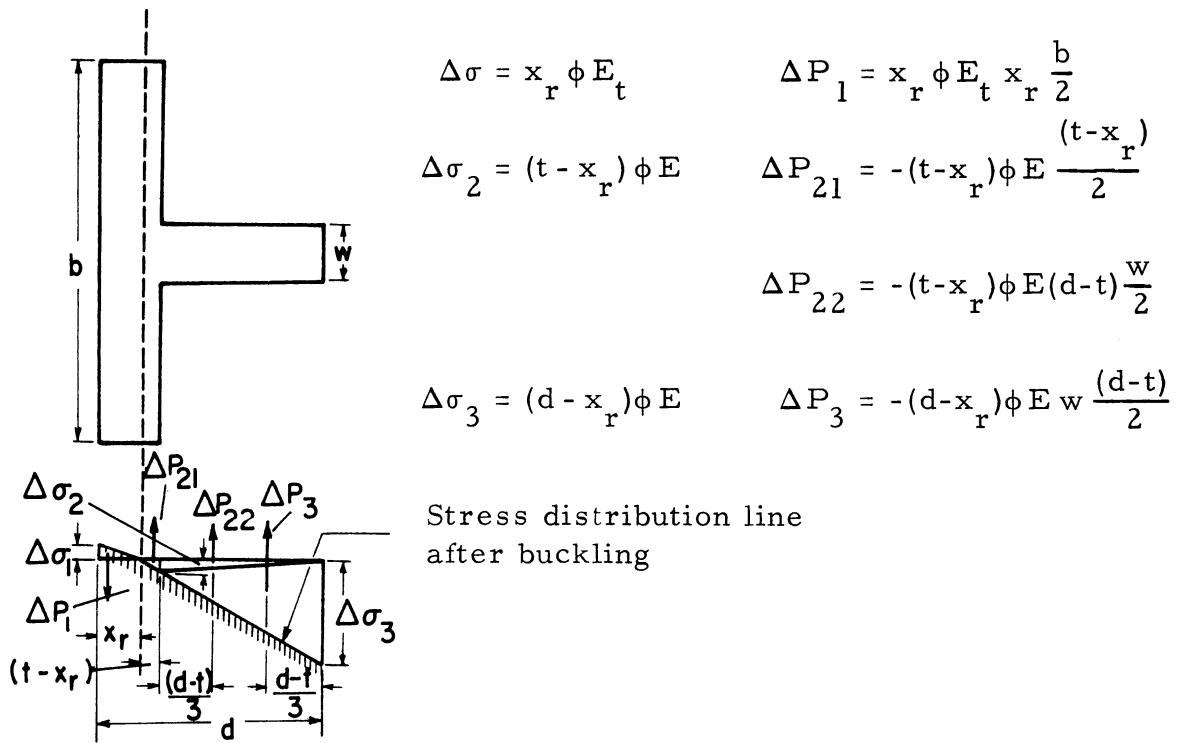 Δσ = x_r ϕ E_t
ΔP_1 = x_r ϕ E_t x_r b/2
Δσ_2 = (t - x_r) ϕ E
ΔP_21 = -(t-x_r) ϕ E (t-x_r)/2
ΔP_22 = -(t-x_r) ϕ E (d-t) w/2
Δσ_3 = (d - x_r) ϕ E
ΔP_3 = -(d-x_r) ϕ E w (d-t)/2
b
w
ΔP_21
Δσ_2
ΔP_22
ΔP_3
Stress distribution line
after buckling
Δσ_1
ΔP_1
Δσ_3
x_r
(t-x_r)
(d-t)/3
d-t/3
d